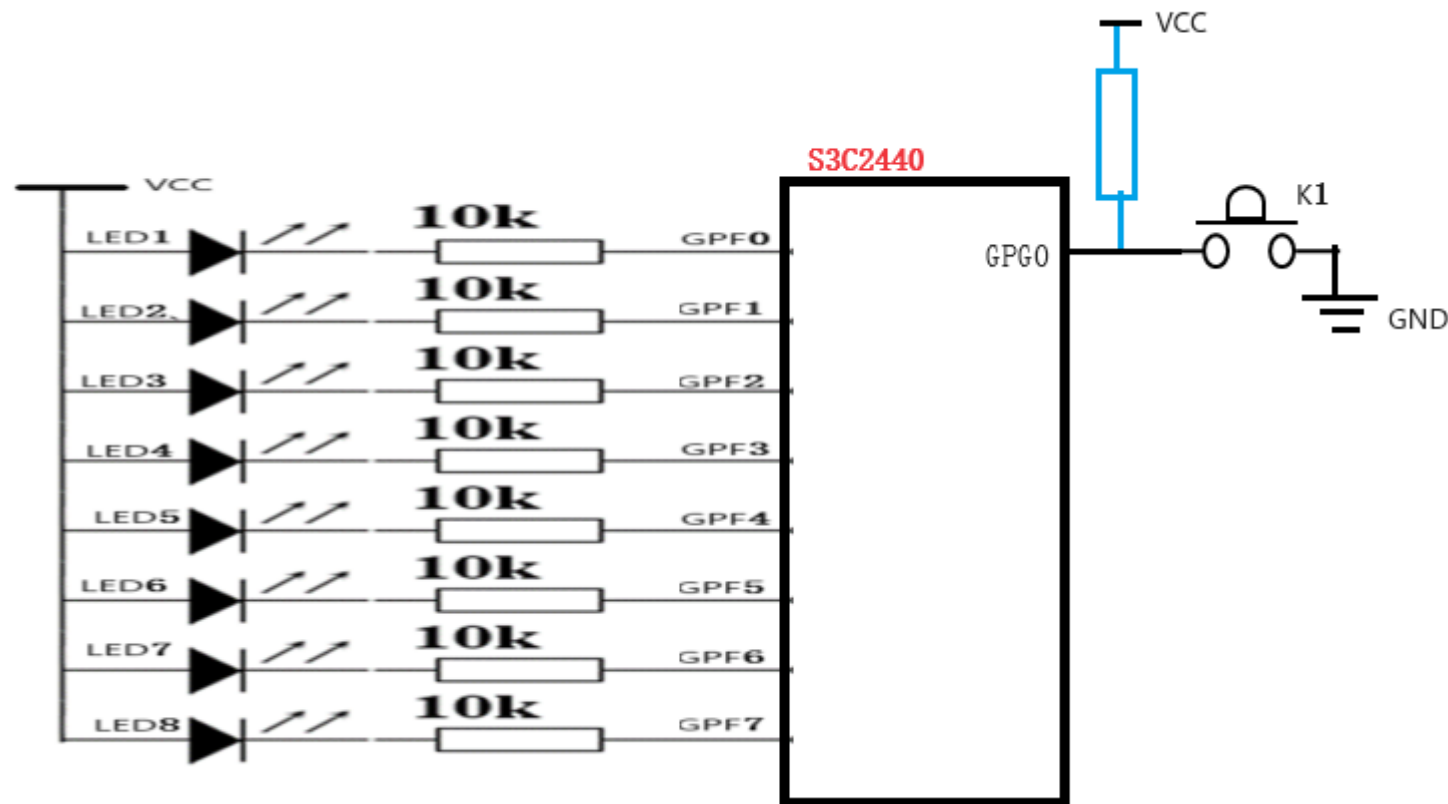 VCC
S3C2440
VCC
LED1 10k GPF0
K1
GPG0
LED2、 10k GPF1
GND
LED3 10k GPF2
LED4 10k GPF3
LED5 10k GPF4
LED6 10k GPF5
LED7 10k GPF6
LED8 10k GPF7